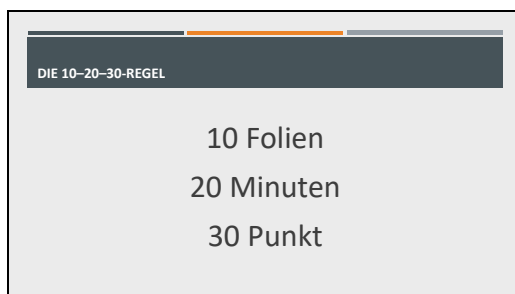 DIE 10–20–30-REGEL
10 Folien
20 Minuten
30 Punkt